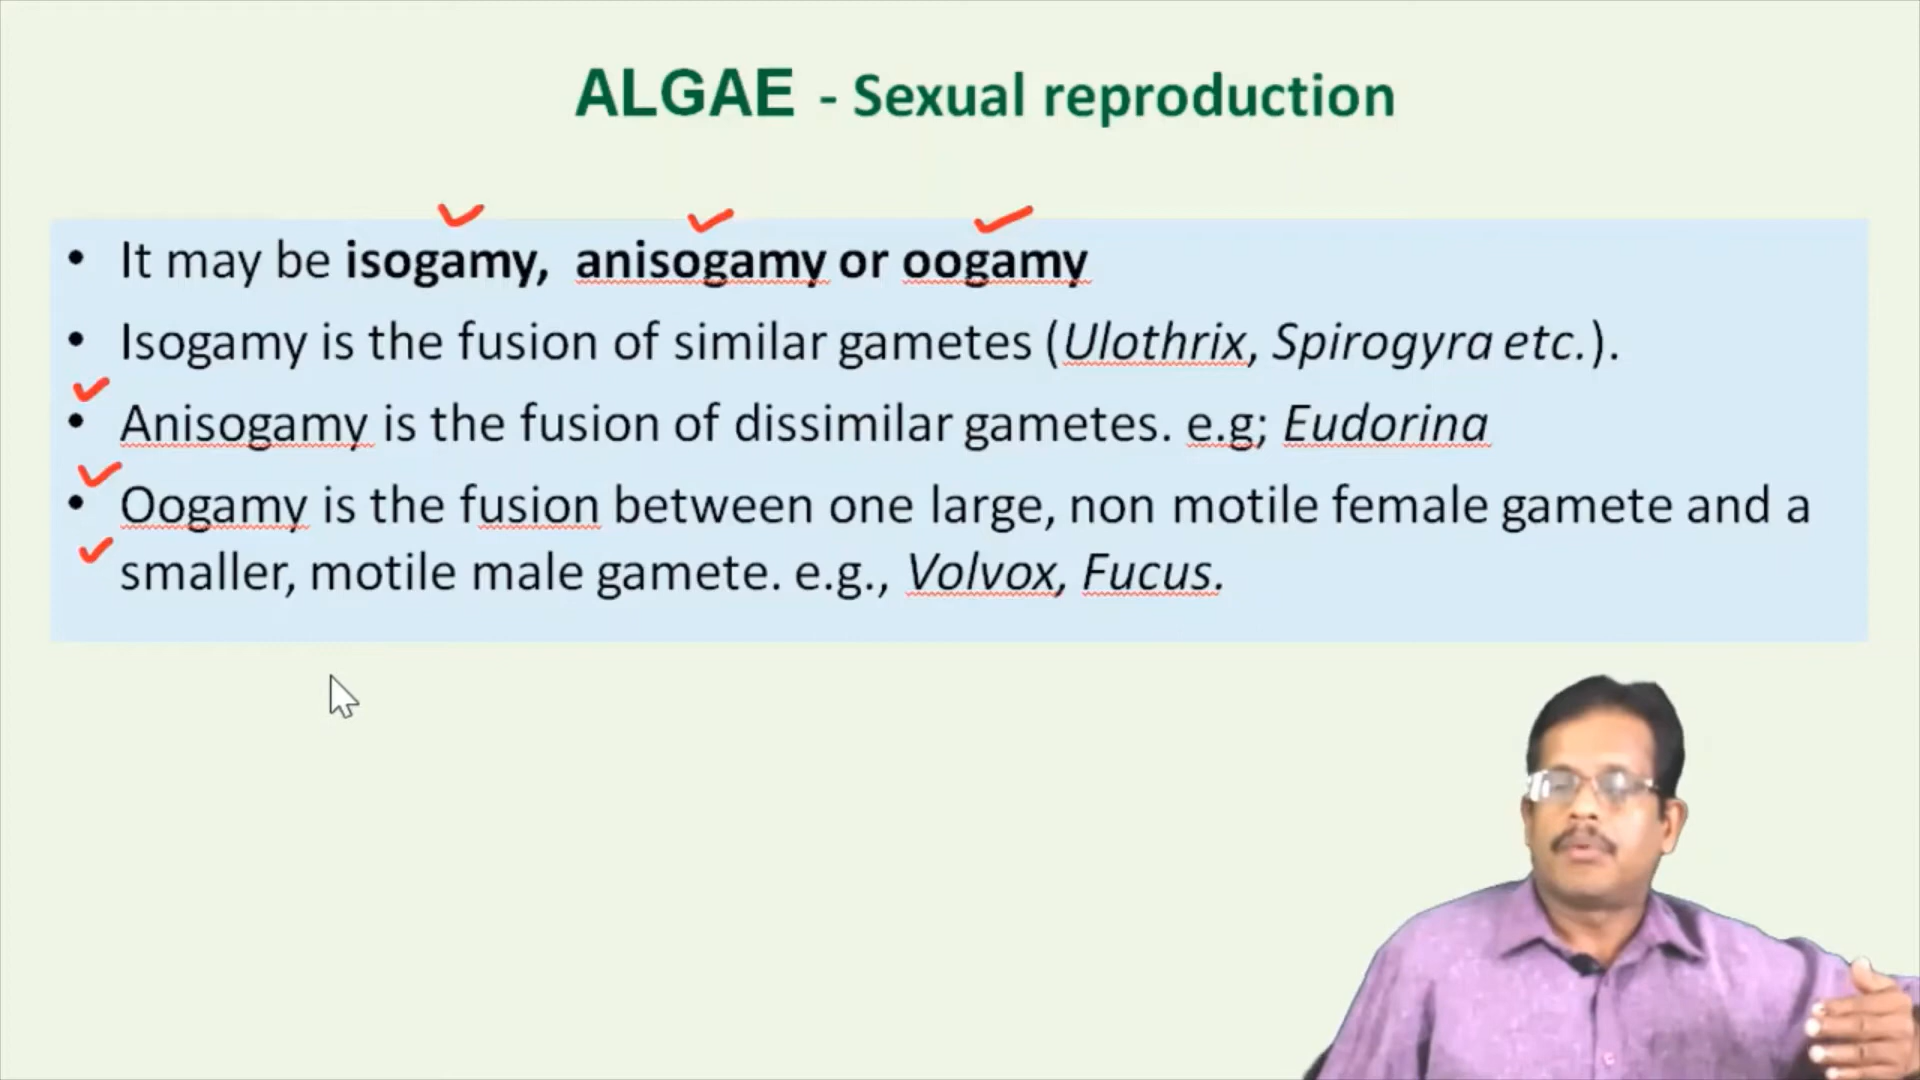 ALGAE - Sexual reproduction
• It may be isogamy, anisogamy or oogamy
• Isogamy is the fusion of similar gametes (Ulothrix, Spirogyra etc.).
• Anisogamy is the fusion of dissimilar gametes. e.g; Eudorina
• Oogamy is the fusion between one large, non motile female gamete and a
smaller, motile male gamete. e.g., Volvox, Fucus.